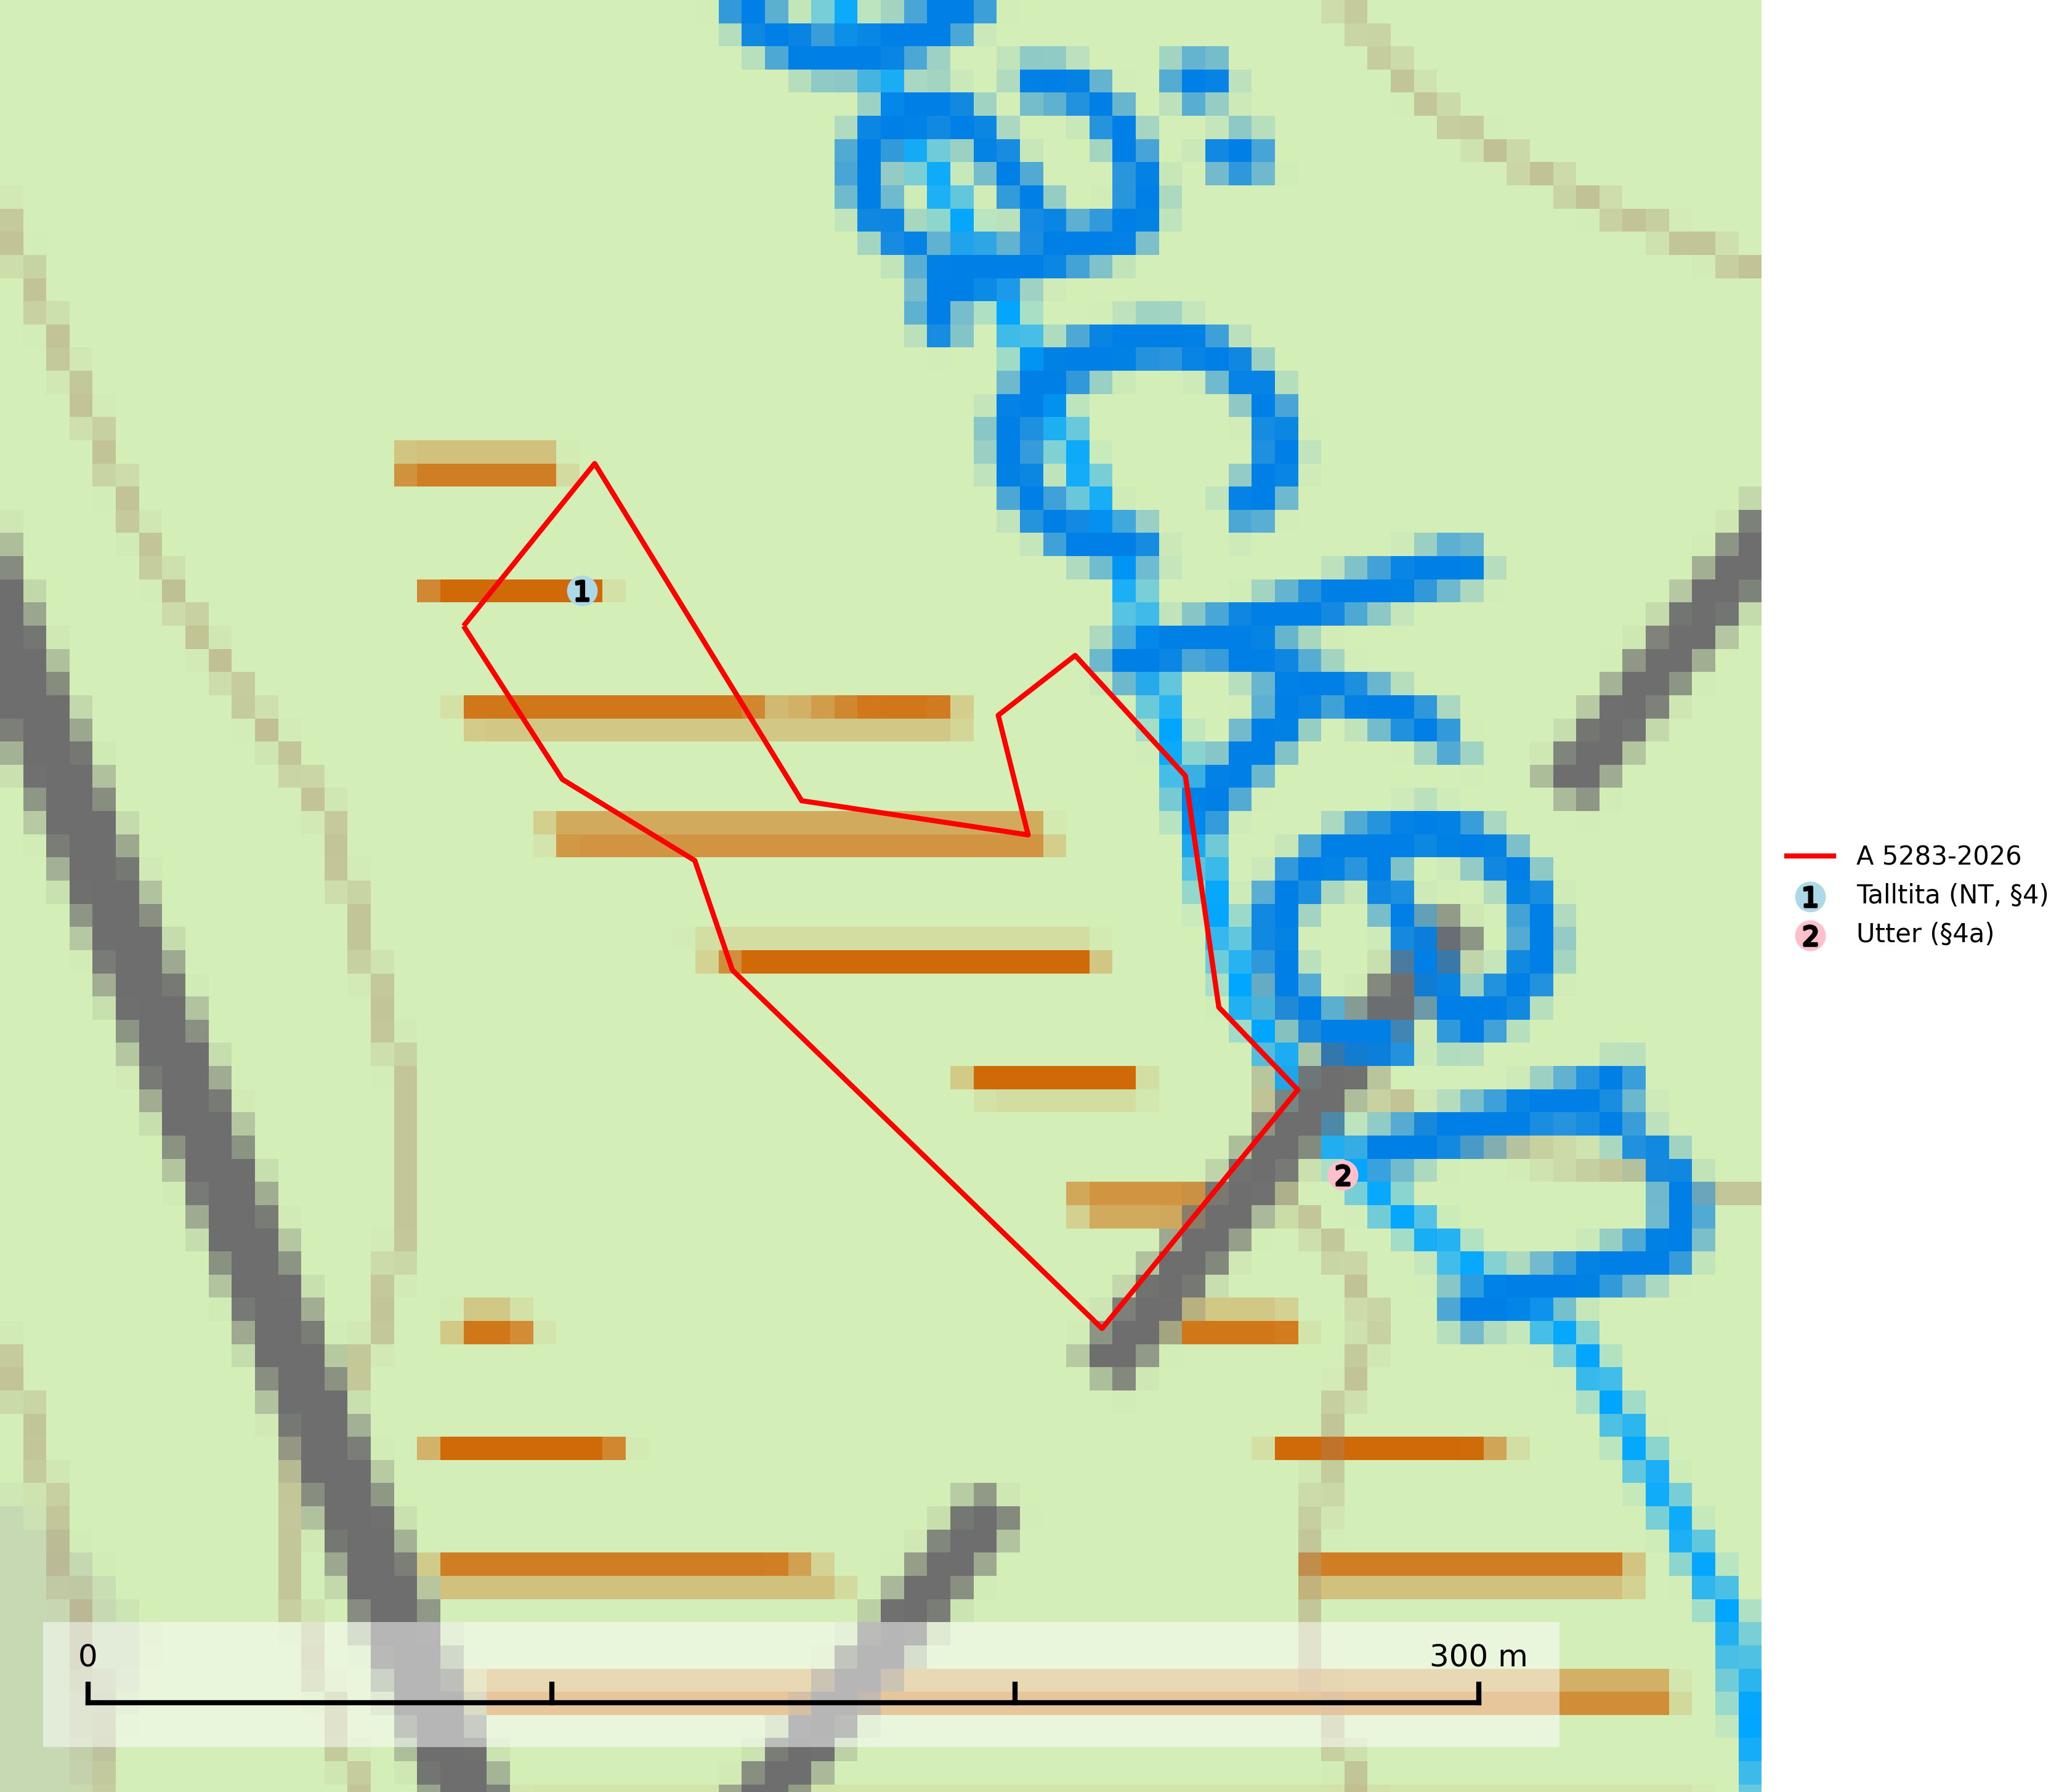 1
2
0
300 m
A 5283-2026
1 Talltita (NT, §4)
2 Utter (§4a)